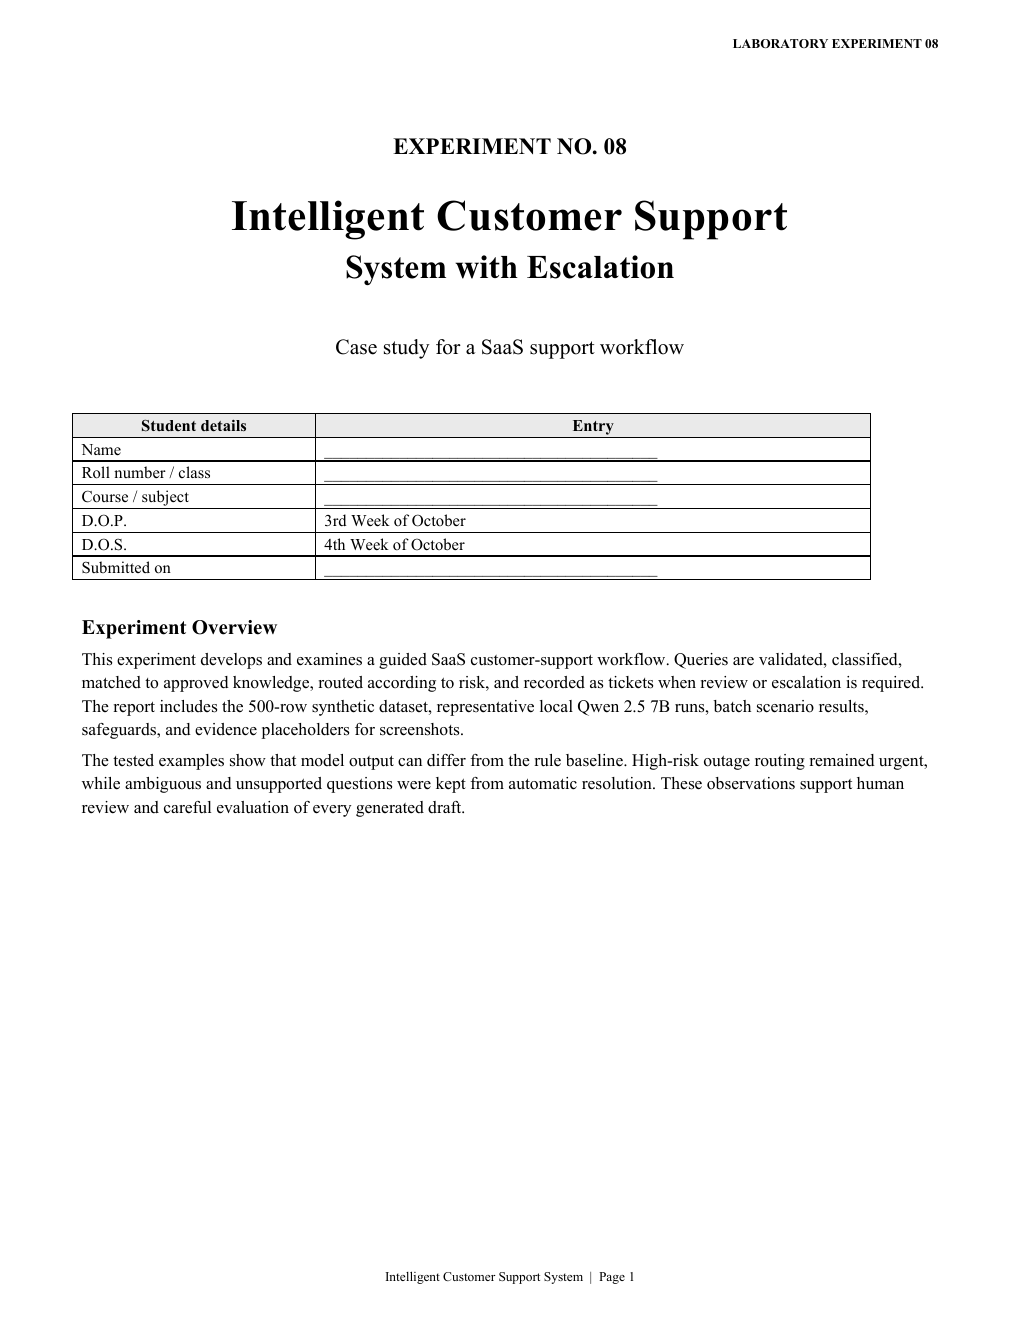 LABORATORY EXPERIMENT 08
EXPERIMENT NO. 08
Intelligent Customer Support
System with Escalation
Case study for a SaaS support workflow
Student details Entry
Name ________________________________________
Roll number / class ________________________________________
Course / subject ________________________________________
D.O.P. 3rd Week of October
D.O.S. 4th Week of October
Submitted on ________________________________________
Experiment Overview
This experiment develops and examines a guided SaaS customer-support workflow. Queries are validated, classified,
matched to approved knowledge, routed according to risk, and recorded as tickets when review or escalation is required.
The report includes the 500-row synthetic dataset, representative local Qwen 2.5 7B runs, batch scenario results,
safeguards, and evidence placeholders for screenshots.
The tested examples show that model output can differ from the rule baseline. High-risk outage routing remained urgent,
while ambiguous and unsupported questions were kept from automatic resolution. These observations support human
review and careful evaluation of every generated draft.
Intelligent Customer Support System | Page 1